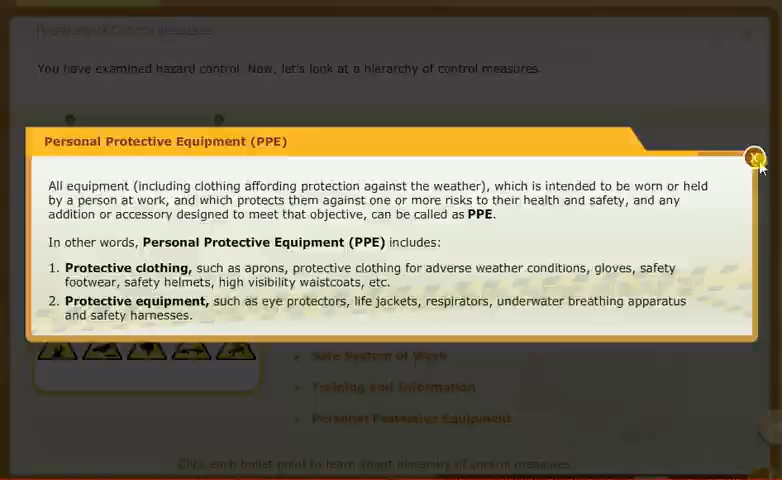 Hierarchy of Control Measures
You have examined hazard control. Now, let's look at a hierarchy of control measures.
Personal Protective Equipment (PPE)
X
All equipment (including clothing affording protection against the weather), which is intended to be worn or held
by a person at work, and which protects them against one or more risks to their health and safety, and any
addition or accessory designed to meet that objective, can be called as PPE.
In other words, Personal Protective Equipment (PPE) includes:
1. Protective clothing, such as aprons, protective clothing for adverse weather conditions, gloves, safety
footwear, safety helmets, high visibility waistcoats, etc.
2. Protective equipment, such as eye protectors, life jackets, respirators, underwater breathing apparatus
and safety harnesses.
• Safe System of Work
• Training and Information
• Personal Protective Equipment
Click each bullet point to learn about hierarchy of control measures.